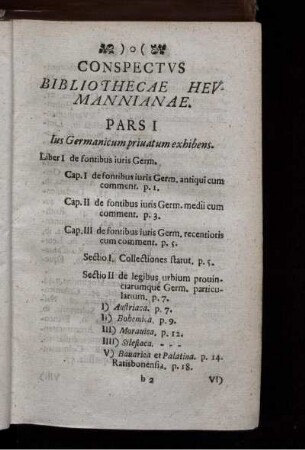 ) o (
CONSPECTVS
BIBLIOTHECAE HEV-
MANNIANAE.
PARS I
Ius Germanicum priuatum exhibens.
Liber I de fontibus iuris Germ.
Cap. I de fontibus iuris Germ. antiqui cum
comment. p. 1.
Cap. II de fontibus iuris Germ. medii cum
comment. p. 3.
Cap. III de fontibus iuris Germ. recentioris
cum comment. p. 5.
Sectio I. Collectiones statut. p. 5.
Sectio II de legibus urbium prouin-
ciarumque Germ. particu-
larium. p. 7.
I) Austriaca. p. 7.
II) Bohemica. p. 9.
III) Morauica. p. 12.
IIII) Silesiaca. - - -
V) Bauarica et Palatina. p. 14.
Ratisbonensia. p. 18.
b 2 VI)